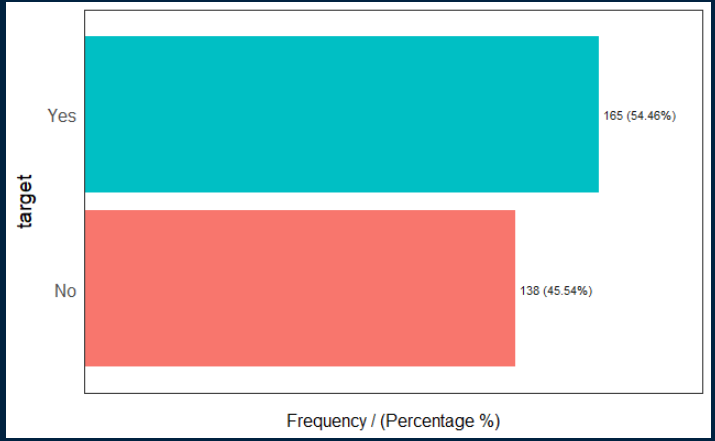 Yes
165 (54.46%)
target
No
138 (45.54%)
Frequency / (Percentage %)